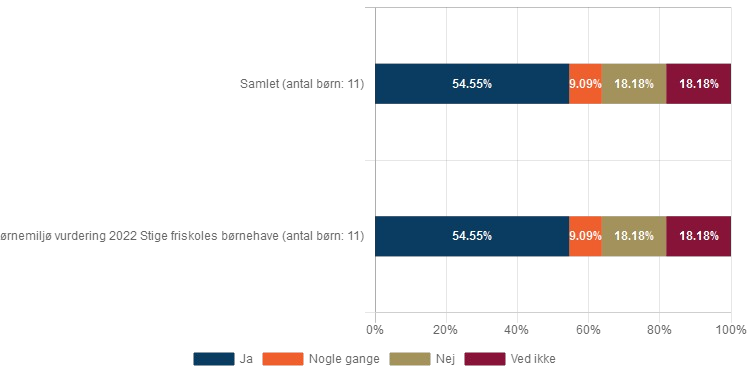 Samlet (antal børn: 11)
54.55% 9.09% 18.18% 18.18%
ørnemiljø vurdering 2022 Stige friskoles børnehave (antal børn: 11)
54.55% 9.09% 18.18% 18.18%
0% 20% 40% 60% 80% 100%
Ja Nogle gange Nej Ved ikke